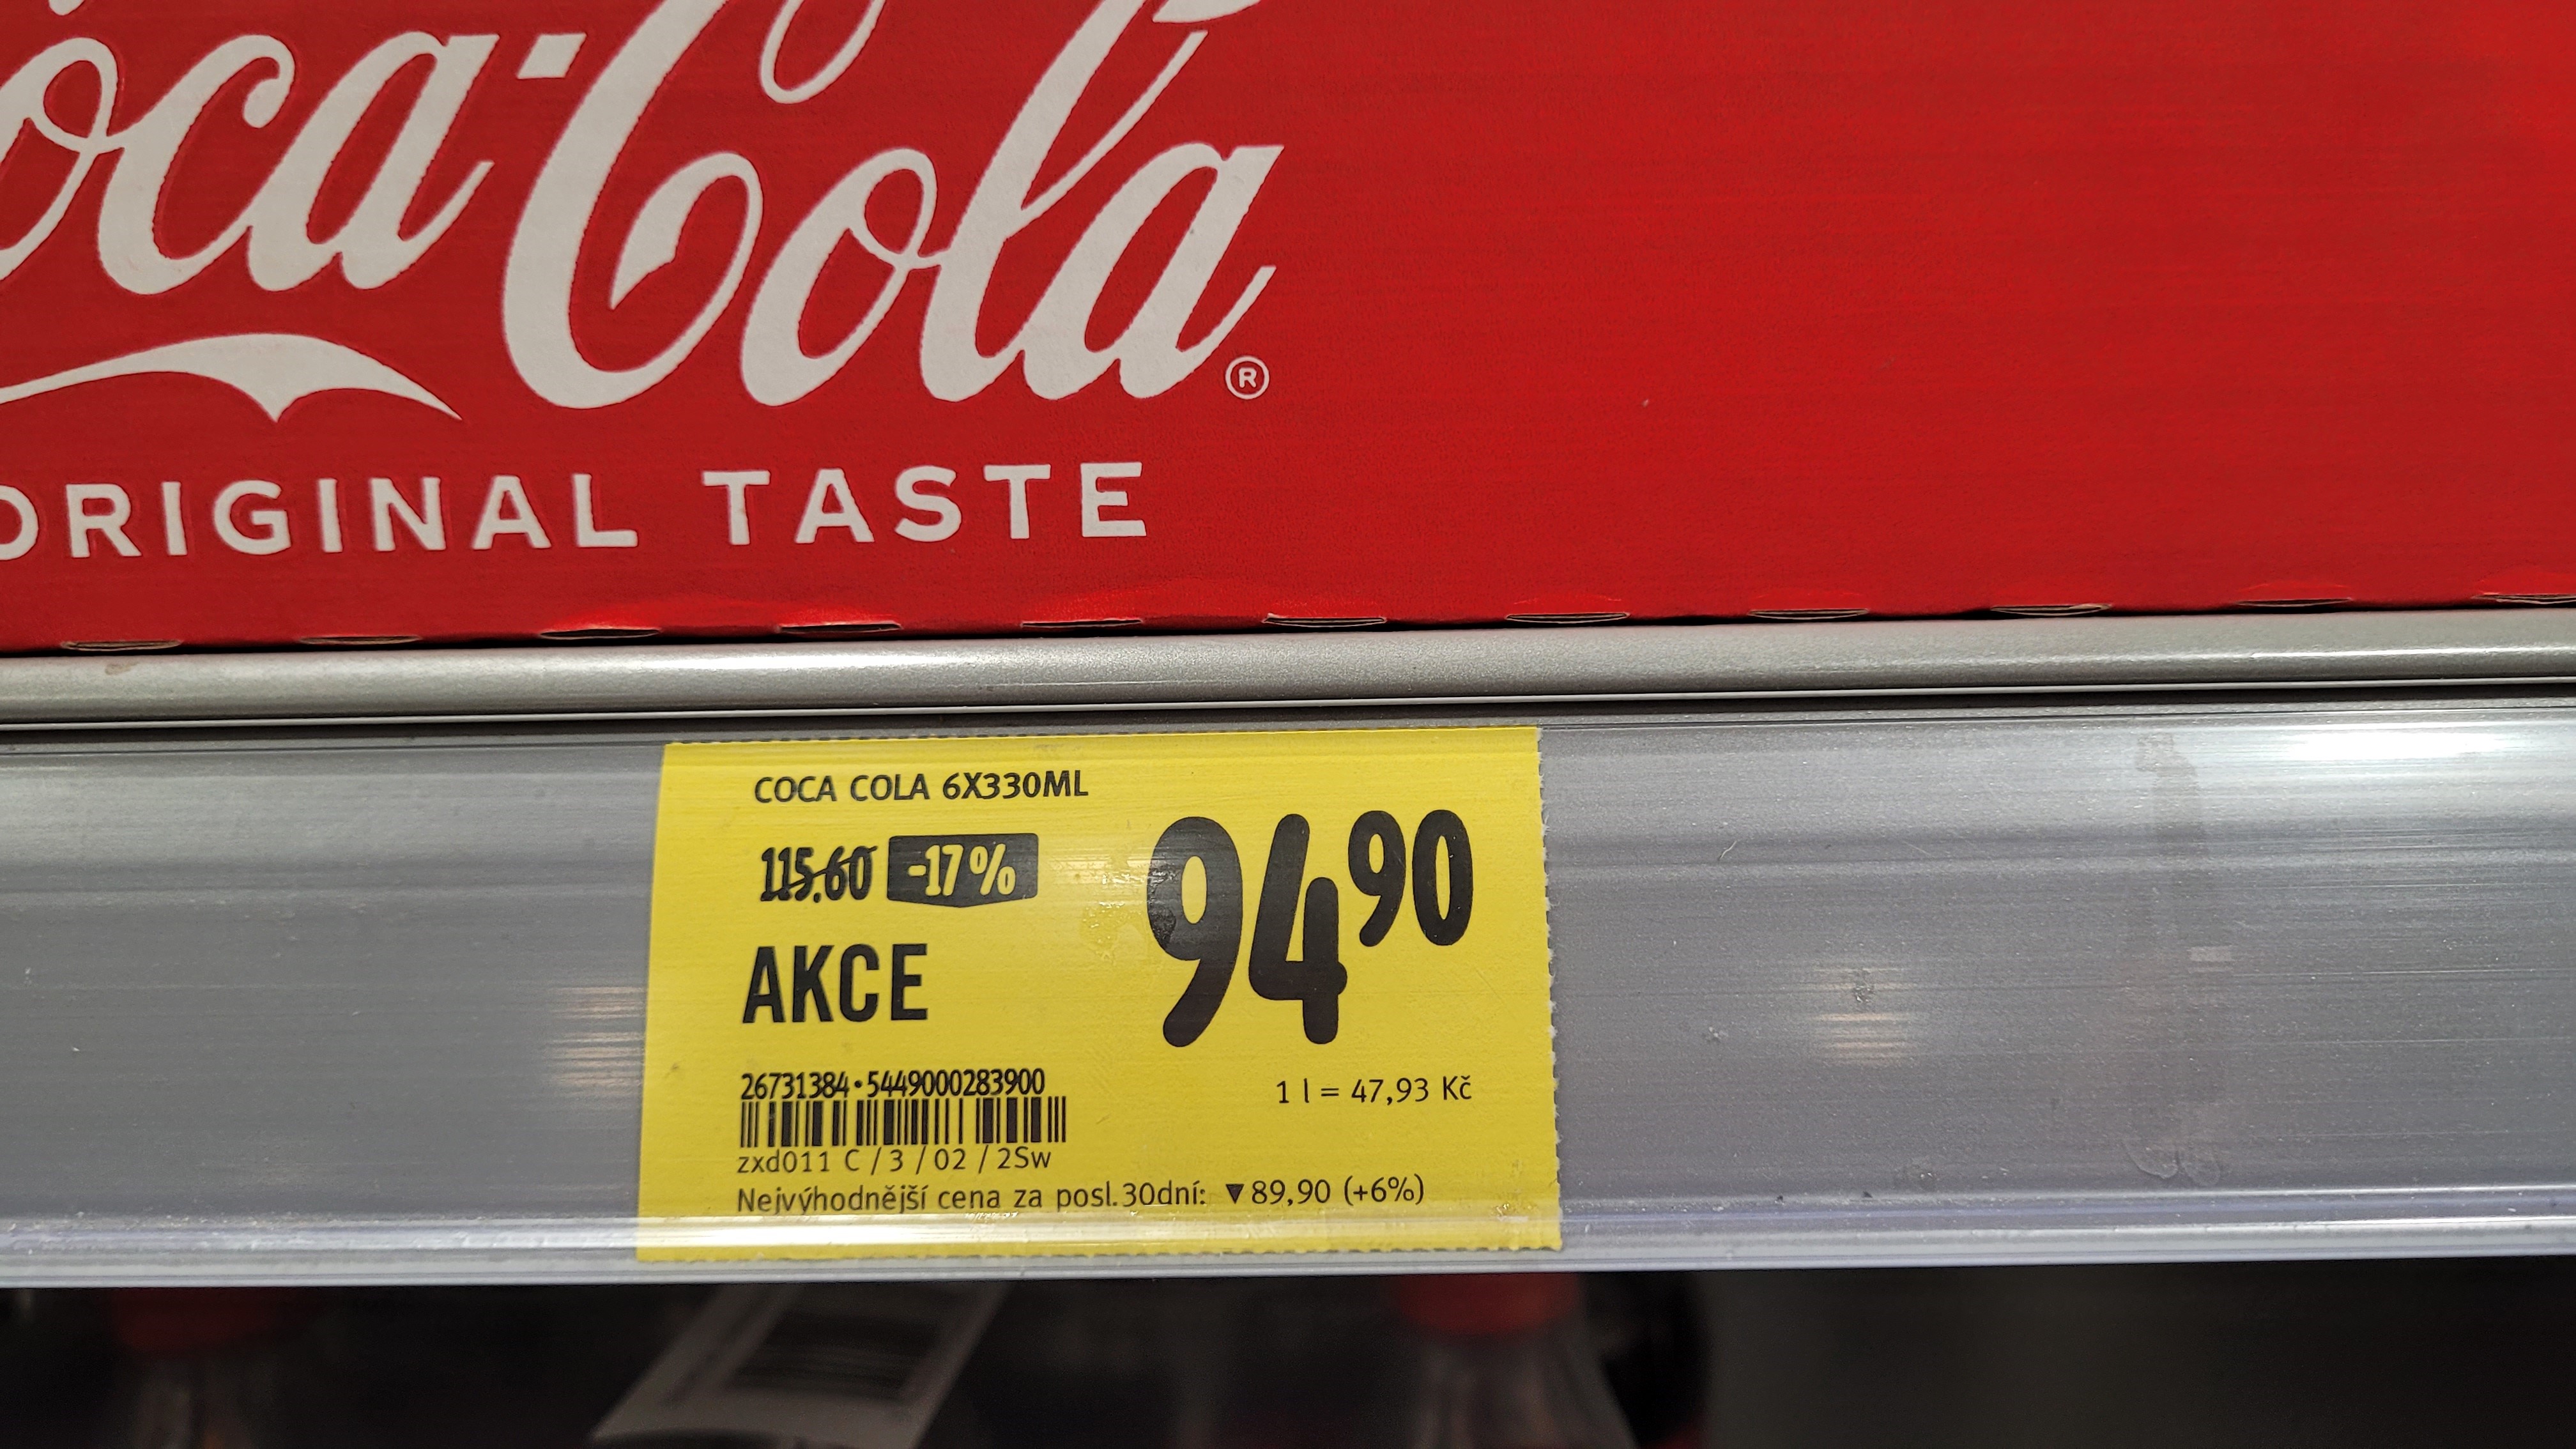 Coca-Cola®
ORIGINAL TASTE
COCA COLA 6X330ML
115,60 -17%
94 90
AKCE
26731384•5449000283900
1 l = 47,93 Kč
zxd011 C / 3 / 02 / 2Sw
Nejvýhodnější cena za posl.30dní: ▼89,90 (+6%)